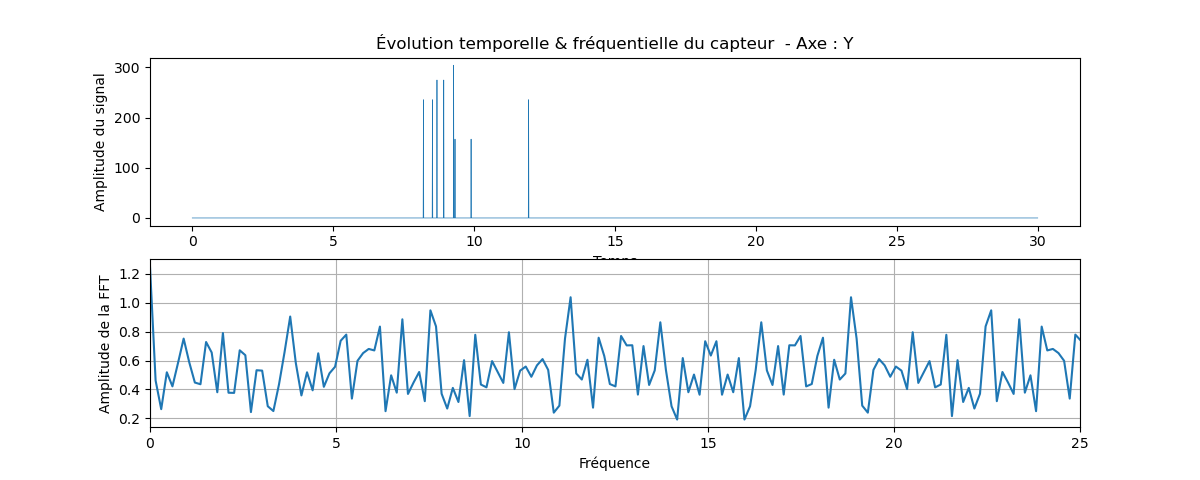 Évolution temporelle & fréquentielle du capteur  - Axe : Y
Amplitude du signal
300
200
100
0
0 5 10 15 20 25 30
Temps
Amplitude de la FFT
1.2
1.0
0.8
0.6
0.4
0.2
0 5 10 15 20 25
Fréquence